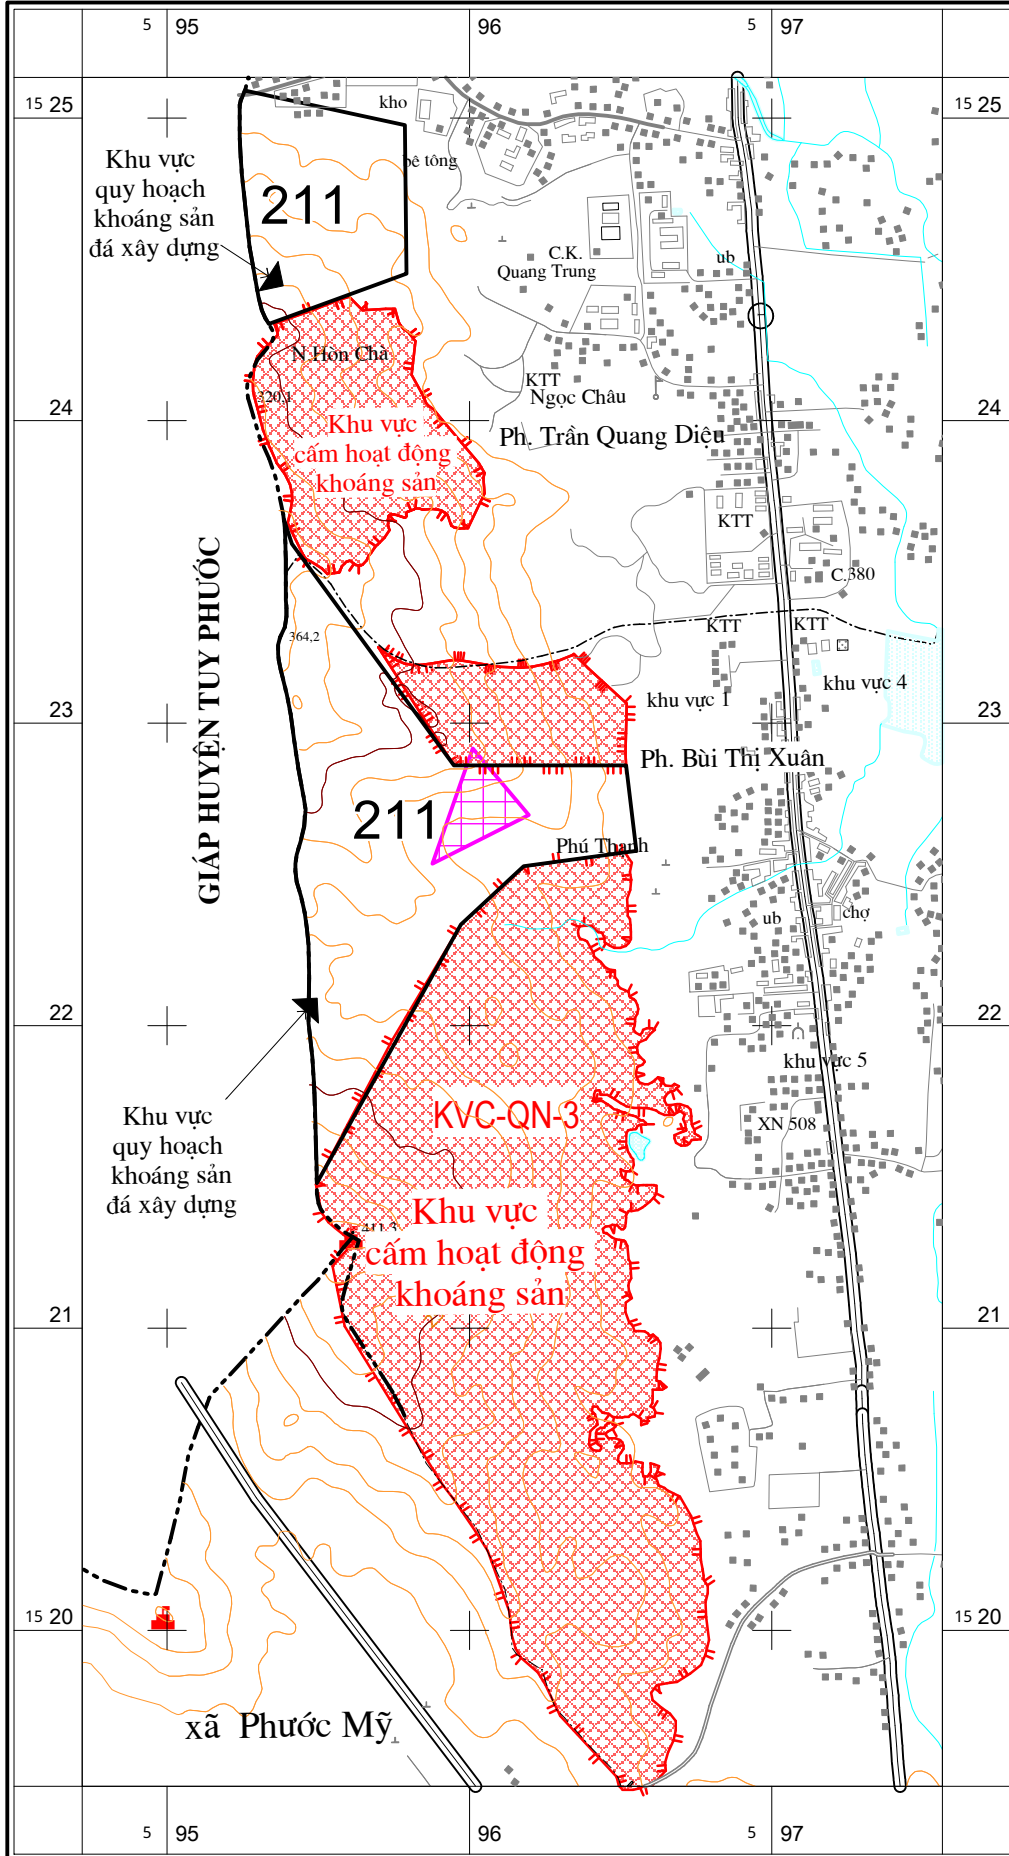 5 95
96
5 97
15 25
15 25
kho
bê tông
Khu vực
quy hoạch
khoáng sản
đá xây dựng
211
C.K.
Quang Trung
ub
N Hòn Chà
320,1
KTT
Ngọc Châu
24
24
Khu vực
cấm hoạt động
khoáng sản
Ph. Trần Quang Diệu
KTT
C.380
GIÁP HUYỆN TUY PHƯỚC
364,2
KTT
KTT
khu vực 1
khu vực 4
23
23
Ph. Bùi Thị Xuân
211
Phú Thạnh
ub
chợ
22
22
khu vực 5
KVC-QN-3
XN 508
Khu vực
quy hoạch
khoáng sản
đá xây dựng
411,3
Khu vực
cấm hoạt động
khoáng sản
21
21
15 20
15 20
xã Phước Mỹ
5 95
96
5 97